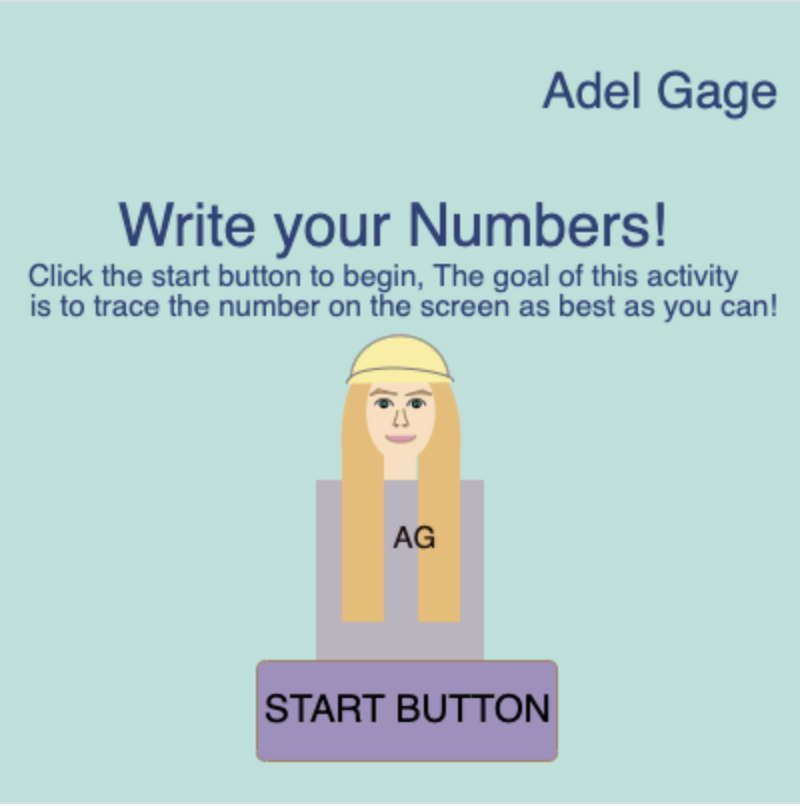 Adel Gage
Write your Numbers!
Click the start button to begin, The goal of this activity
is to trace the number on the screen as best as you can!
AG
START BUTTON